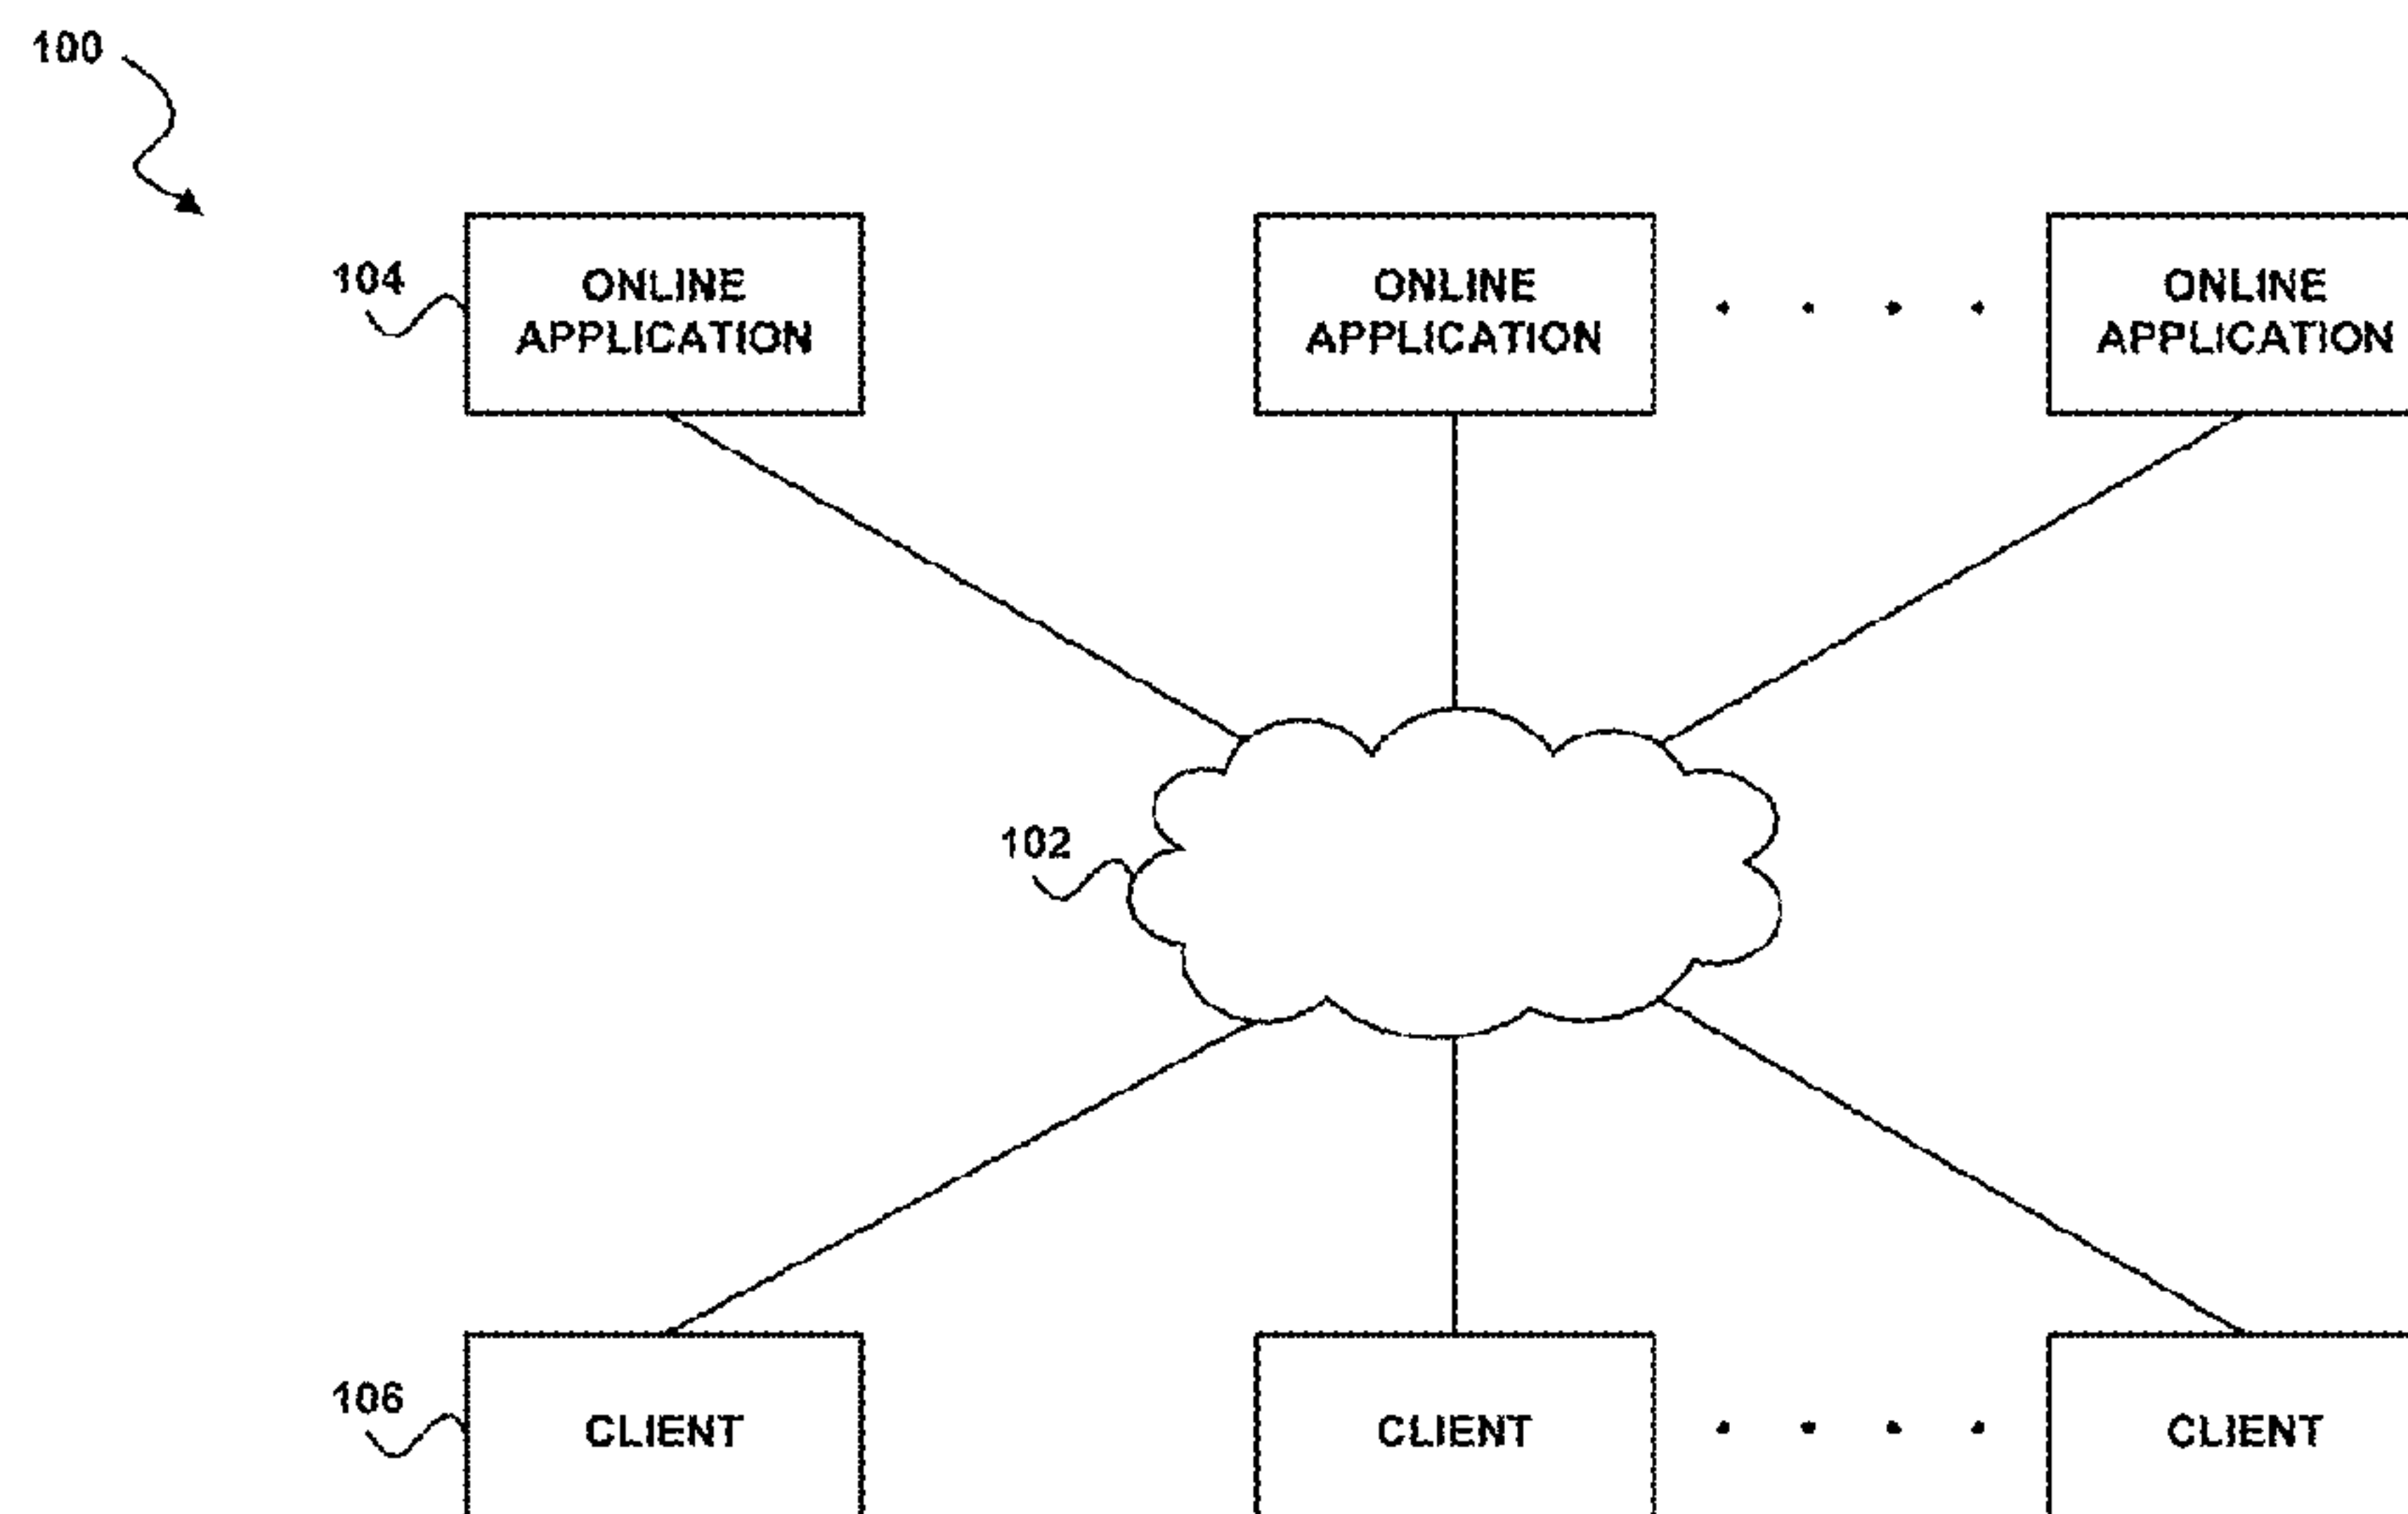 100
104
ONLINE
APPLICATION
ONLINE
APPLICATION
ONLINE
APPLICATION
102
106
CLIENT
CLIENT
CLIENT